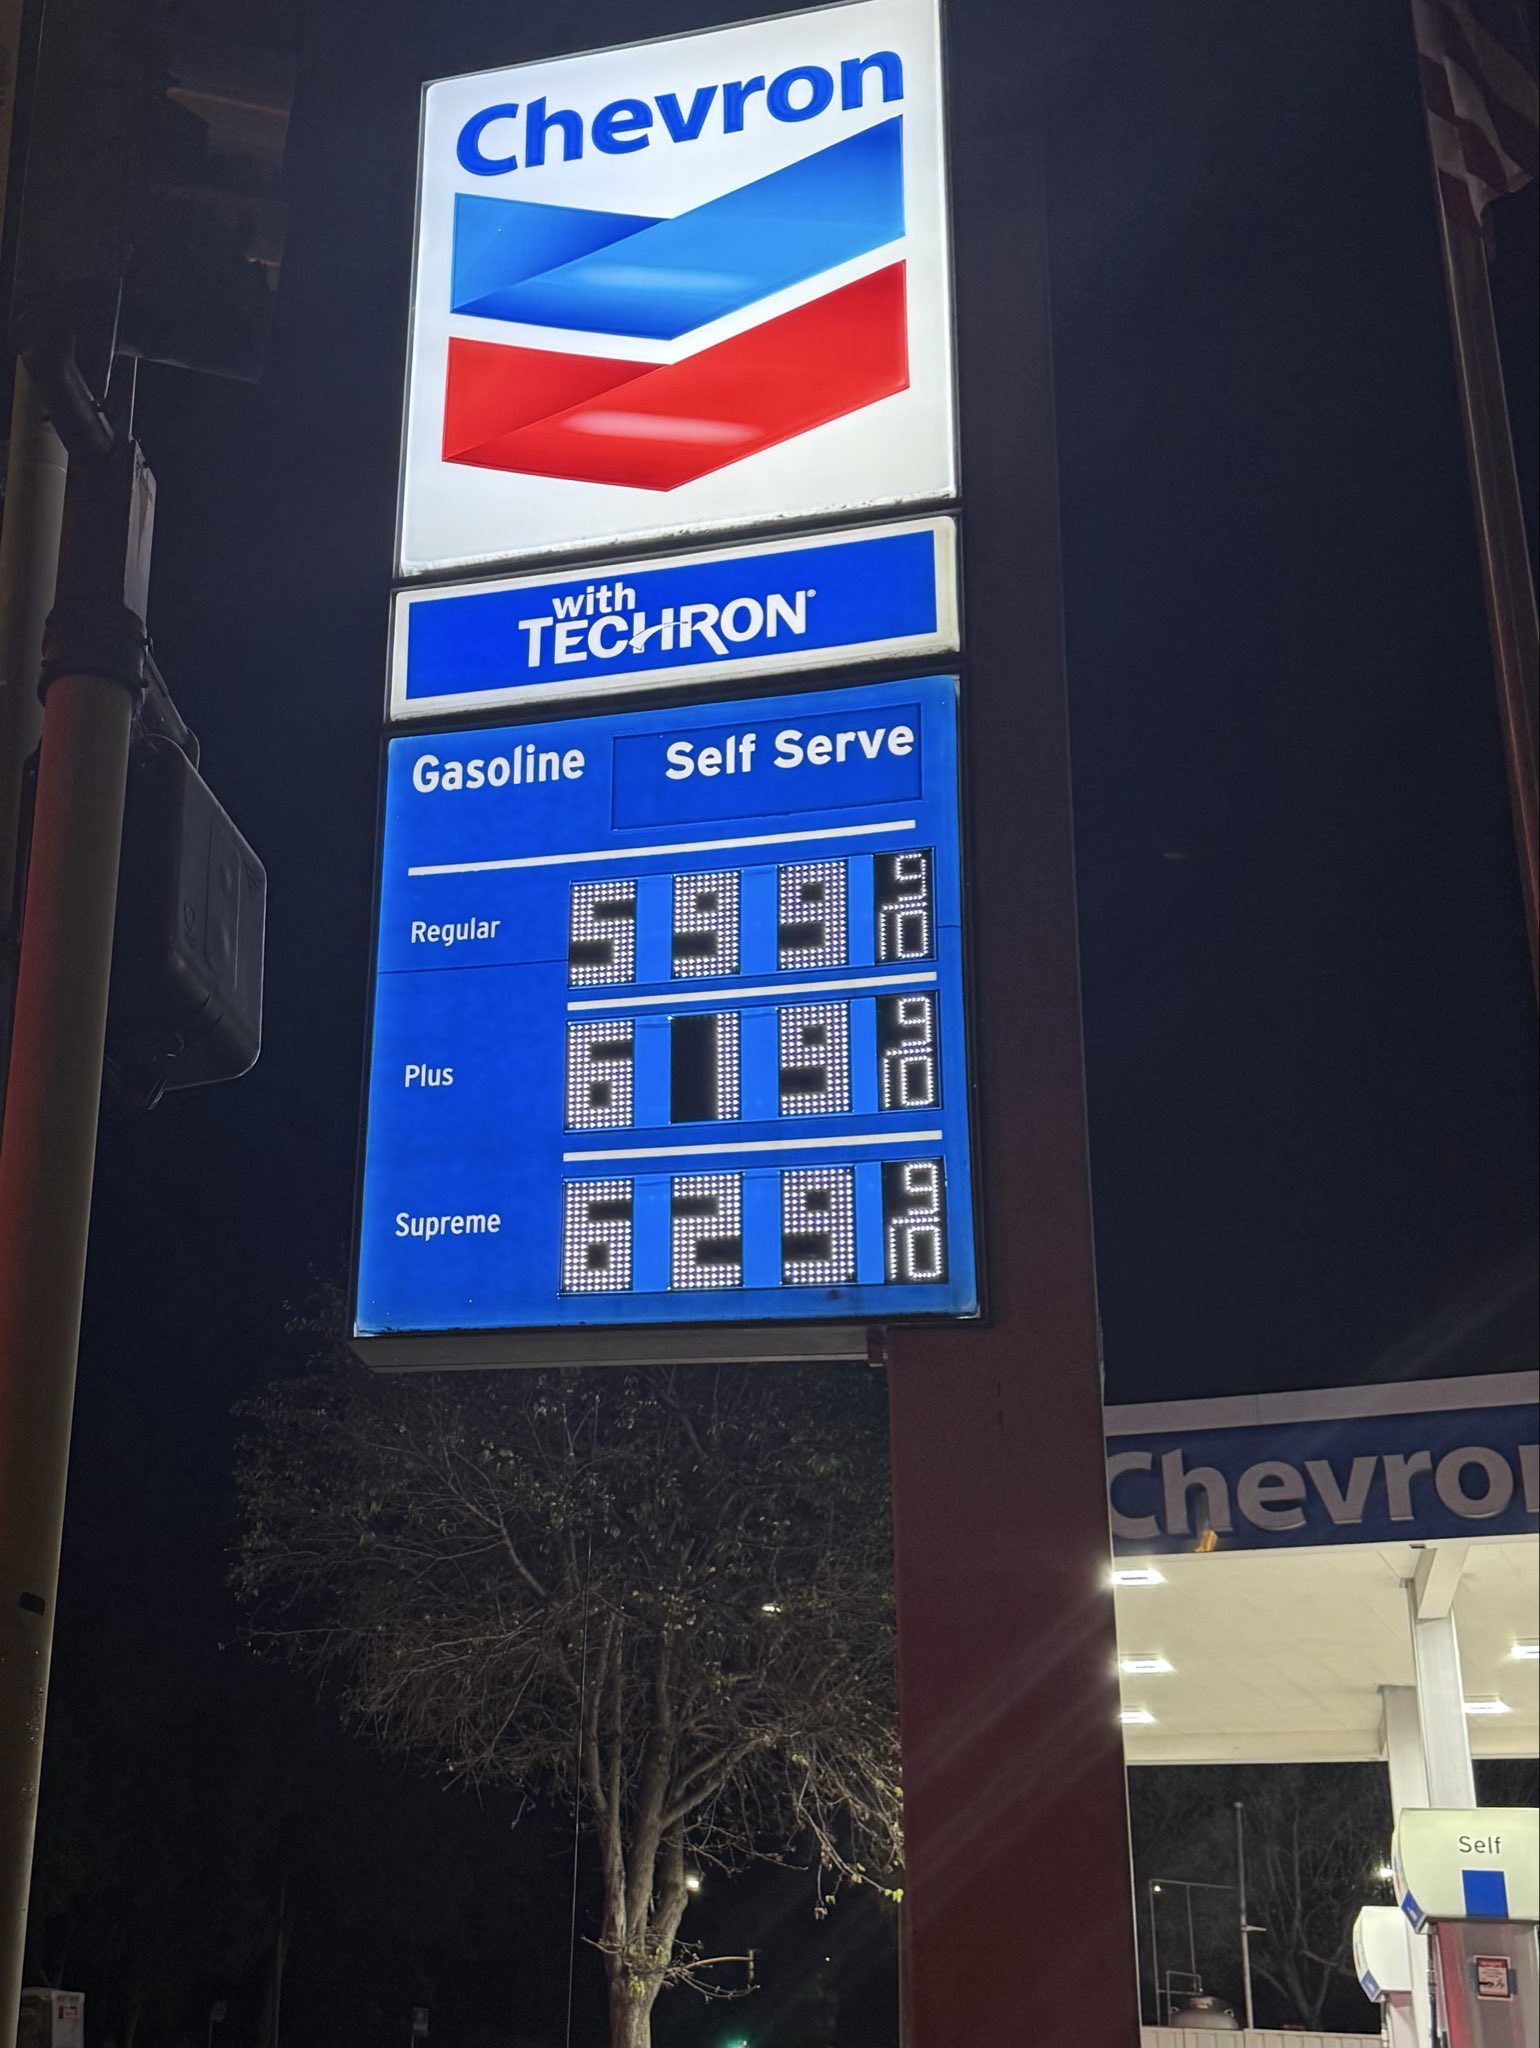 Chevron
with
TECHRON®
Gasoline Self Serve
Regular 5 9 9 9/10
Plus 6 1 9 9/10
Supreme 6 2 9 9/10
Chevro
Self